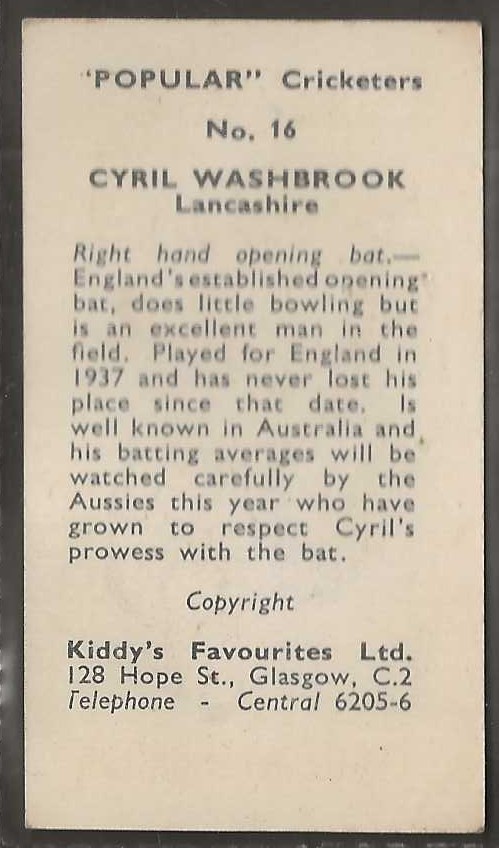 'POPULAR" Cricketers
No. 16
CYRIL WASHBROOK
Lancashire
Right hand opening bat.—
England's established opening
bat, does little bowling but
is an excellent man in the
field. Played for England in
1937 and has never lost his
place since that date. Is
well known in Australia and
his batting averages will be
watched carefully by the
Aussies this year who have
grown to respect Cyril's
prowess with the bat.
Copyright
Kiddy's Favourites Ltd.
128 Hope St., Glasgow, C.2
Telephone - Central 6205-6